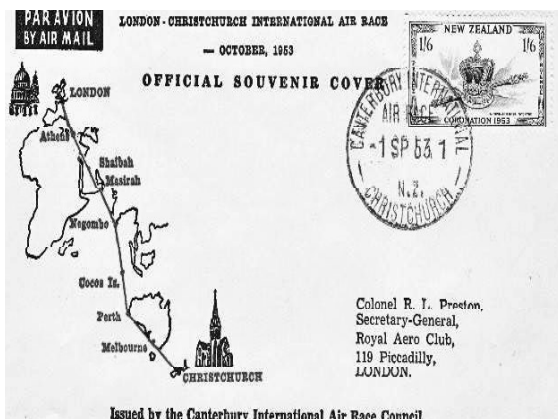 PAR AVION
BY AIR MAIL
LONDON - CHRISTCHURCH INTERNATIONAL AIR RACE
— OCTOBER, 1953
OFFICIAL SOUVENIR COVER
1/6 NEW ZEALAND 1/6
CORONATION 1953
CANTERBURY INTERNATIONAL
AIR RACE
-1 SP 53. 1
N.Z.
CHRISTCHURCH
LONDON
Athens
Shaibah
Masirah
Negombo
Cocos Is.
Perth
Melbourne
CHRISTCHURCH
Colonel R. L. Preston,
Secretary-General,
Royal Aero Club,
119 Piccadilly,
LONDON.
Issued by the Canterbury International Air Race Council